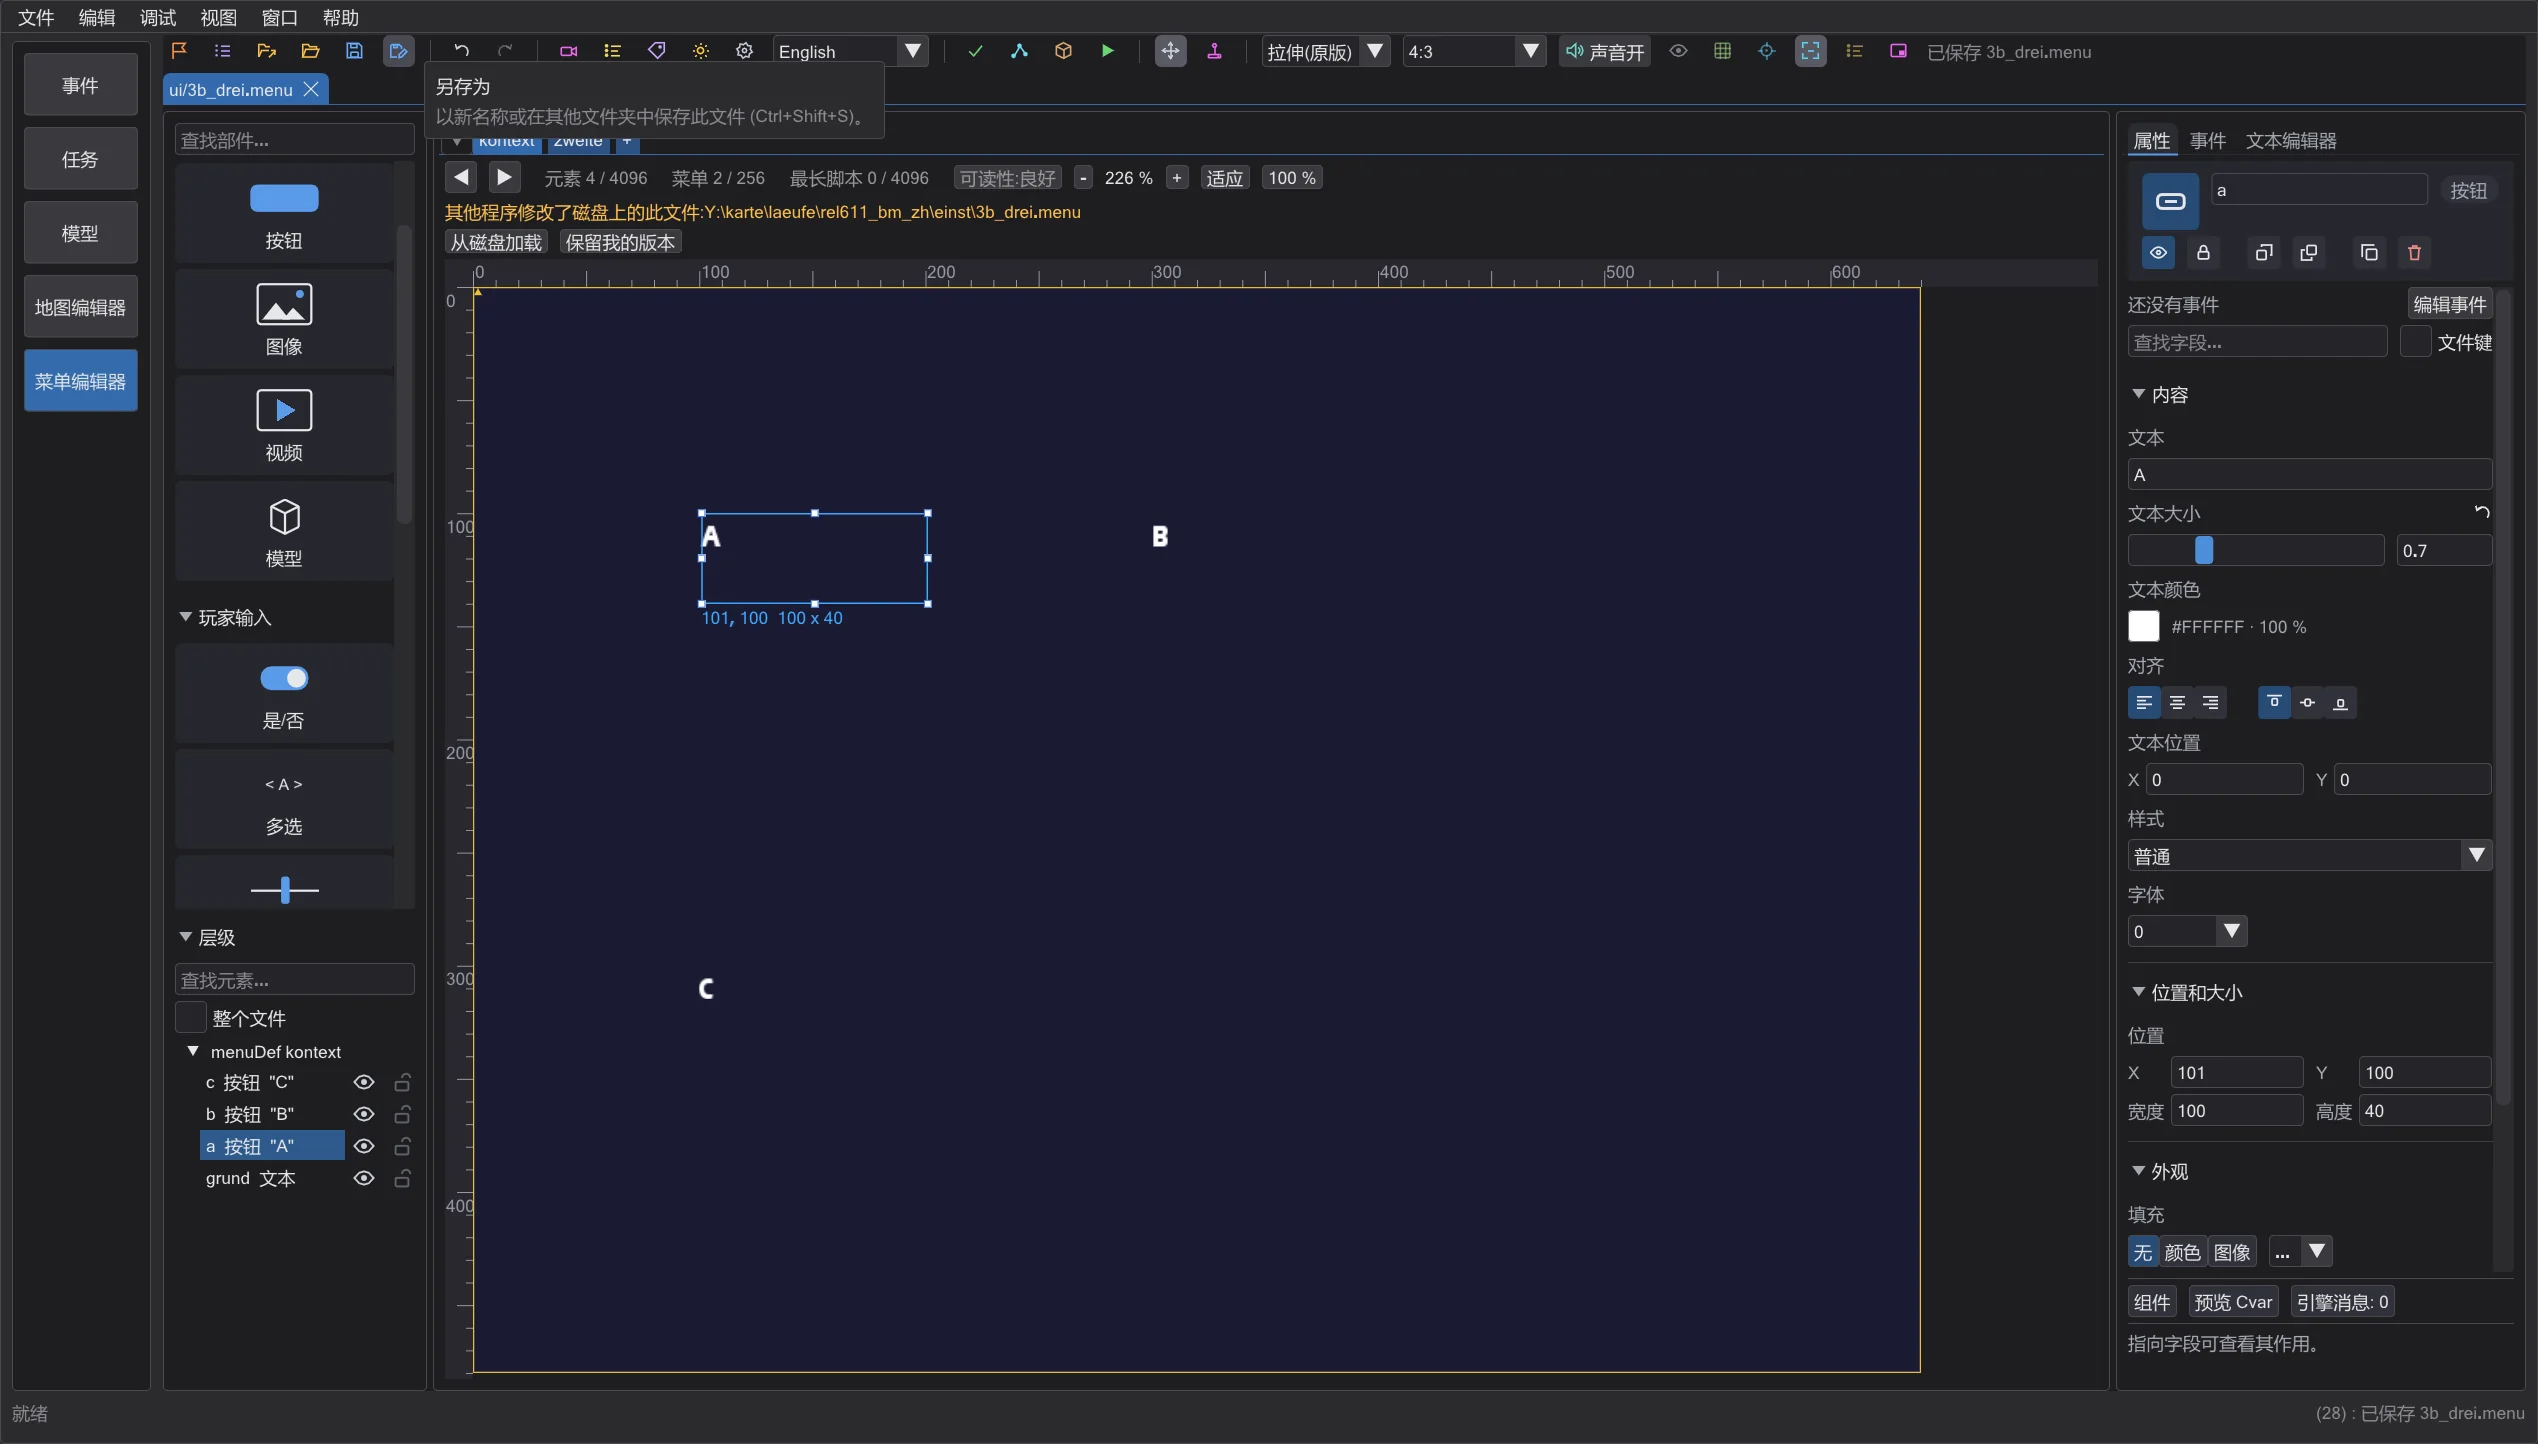 文件 编辑 调试 视图 窗口 帮助
English 拉伸(原版) 4:3 声音开 已保存 3b_drei.menu
事件
任务
模型
地图编辑器
菜单编辑器
ui/3b_drei.menu
另存为
以新名称或在其他文件夹中保存此文件 (Ctrl+Shift+S)。
kontext zweite +
元素 4 / 4096 菜单 2 / 256 最长脚本 0 / 4096 可读性:良好 - 226 % + 适应 100 %
其他程序修改了磁盘上的此文件:Y:\karte\laeufe\rel611_bm_zh\einst\3b_drei.menu
从磁盘加载 保留我的版本
查找部件...
按钮
图像
视频
模型
玩家输入
是/否
< A >
多选
层级
查找元素...
整个文件
menuDef kontext
c 按钮 "C"
b 按钮 "B"
a 按钮 "A"
grund 文本
0 100 200 300 400 500 600
0
100
200
300
400
A B
101, 100 100 x 40
C
属性 事件 文本编辑器
a 按钮
还没有事件 编辑事件
查找字段... 文件键
内容
文本
A
文本大小
0.7
文本颜色
#FFFFFF · 100 %
对齐
文本位置
X 0 Y 0
样式
普通
字体
0
位置和大小
位置
X 101 Y 100
宽度 100 高度 40
外观
填充
无 颜色 图像 ...
组件 预览 Cvar 引擎消息: 0
指向字段可查看其作用。
就绪 (28) : 已保存 3b_drei.menu